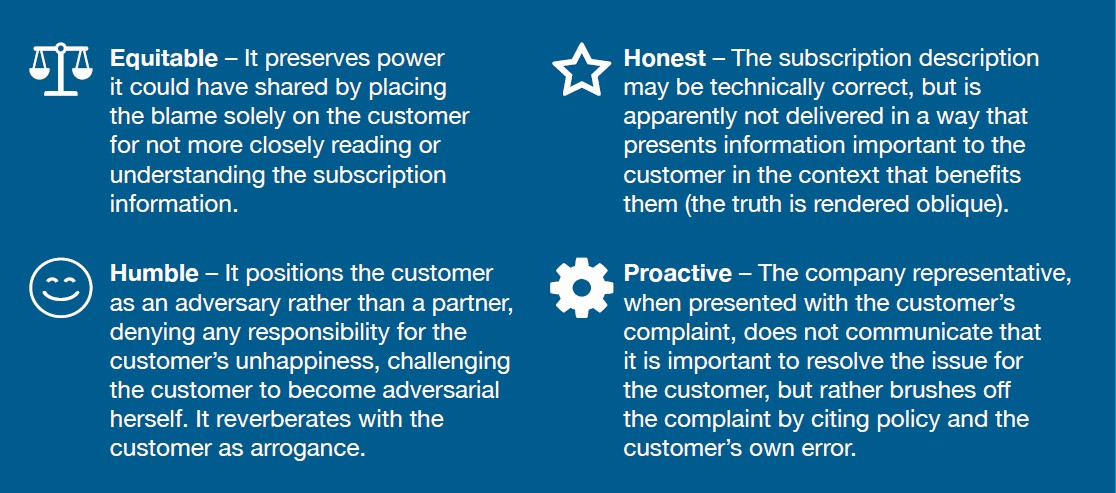 Equitable – It preserves power
it could have shared by placing
the blame solely on the customer
for not more closely reading or
understanding the subscription
information.
Honest – The subscription description
may be technically correct, but is
apparently not delivered in a way that
presents information important to the
customer in the context that benefits
them (the truth is rendered oblique).
Humble – It positions the customer
as an adversary rather than a partner,
denying any responsibility for the
customer’s unhappiness, challenging
the customer to become adversarial
herself. It reverberates with the
customer as arrogance.
Proactive – The company representative,
when presented with the customer’s
complaint, does not communicate that
it is important to resolve the issue for
the customer, but rather brushes off
the complaint by citing policy and the
customer’s own error.